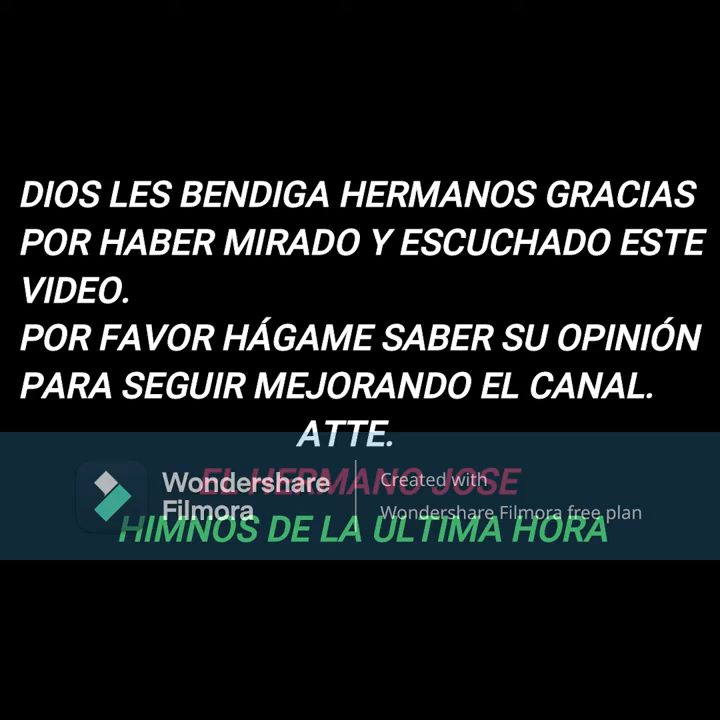 DIOS LES BENDIGA HERMANOS GRACIAS
POR HABER MIRADO Y ESCUCHADO ESTE
VIDEO.
POR FAVOR HÁGAME SABER SU OPINIÓN
PARA SEGUIR MEJORANDO EL CANAL.
ATTE.
EL HERMANO JOSE
HIMNOS DE LA ULTIMA HORA
Wondershare
Filmora
Created with
Wondershare Filmora free plan